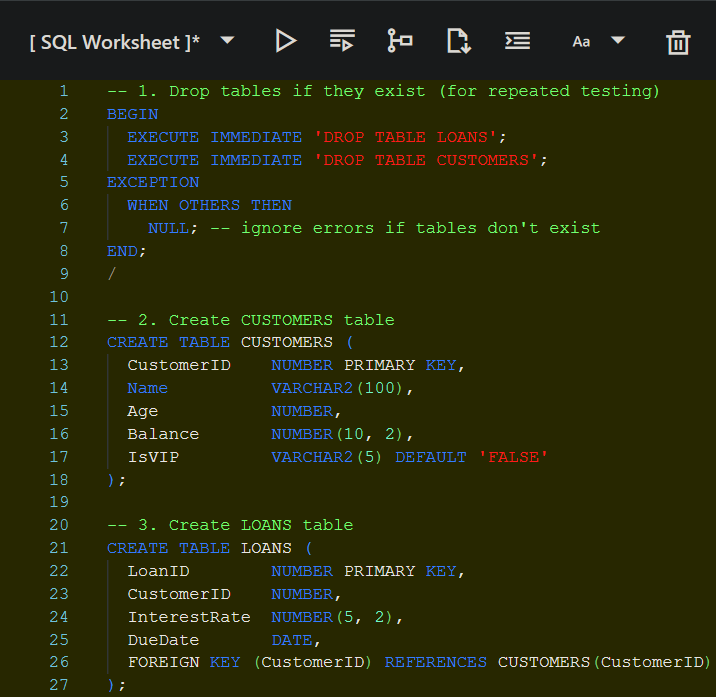 [ SQL Worksheet ]* Aa
1 -- 1. Drop tables if they exist (for repeated testing)
2 BEGIN
3 EXECUTE IMMEDIATE 'DROP TABLE LOANS';
4 EXECUTE IMMEDIATE 'DROP TABLE CUSTOMERS';
5 EXCEPTION
6 WHEN OTHERS THEN
7 NULL; -- ignore errors if tables don't exist
8 END;
9 /
10
11 -- 2. Create CUSTOMERS table
12 CREATE TABLE CUSTOMERS (
13 CustomerID NUMBER PRIMARY KEY,
14 Name VARCHAR2(100),
15 Age NUMBER,
16 Balance NUMBER(10, 2),
17 IsVIP VARCHAR2(5) DEFAULT 'FALSE'
18 );
19
20 -- 3. Create LOANS table
21 CREATE TABLE LOANS (
22 LoanID NUMBER PRIMARY KEY,
23 CustomerID NUMBER,
24 InterestRate NUMBER(5, 2),
25 DueDate DATE,
26 FOREIGN KEY (CustomerID) REFERENCES CUSTOMERS(CustomerID)
27 );